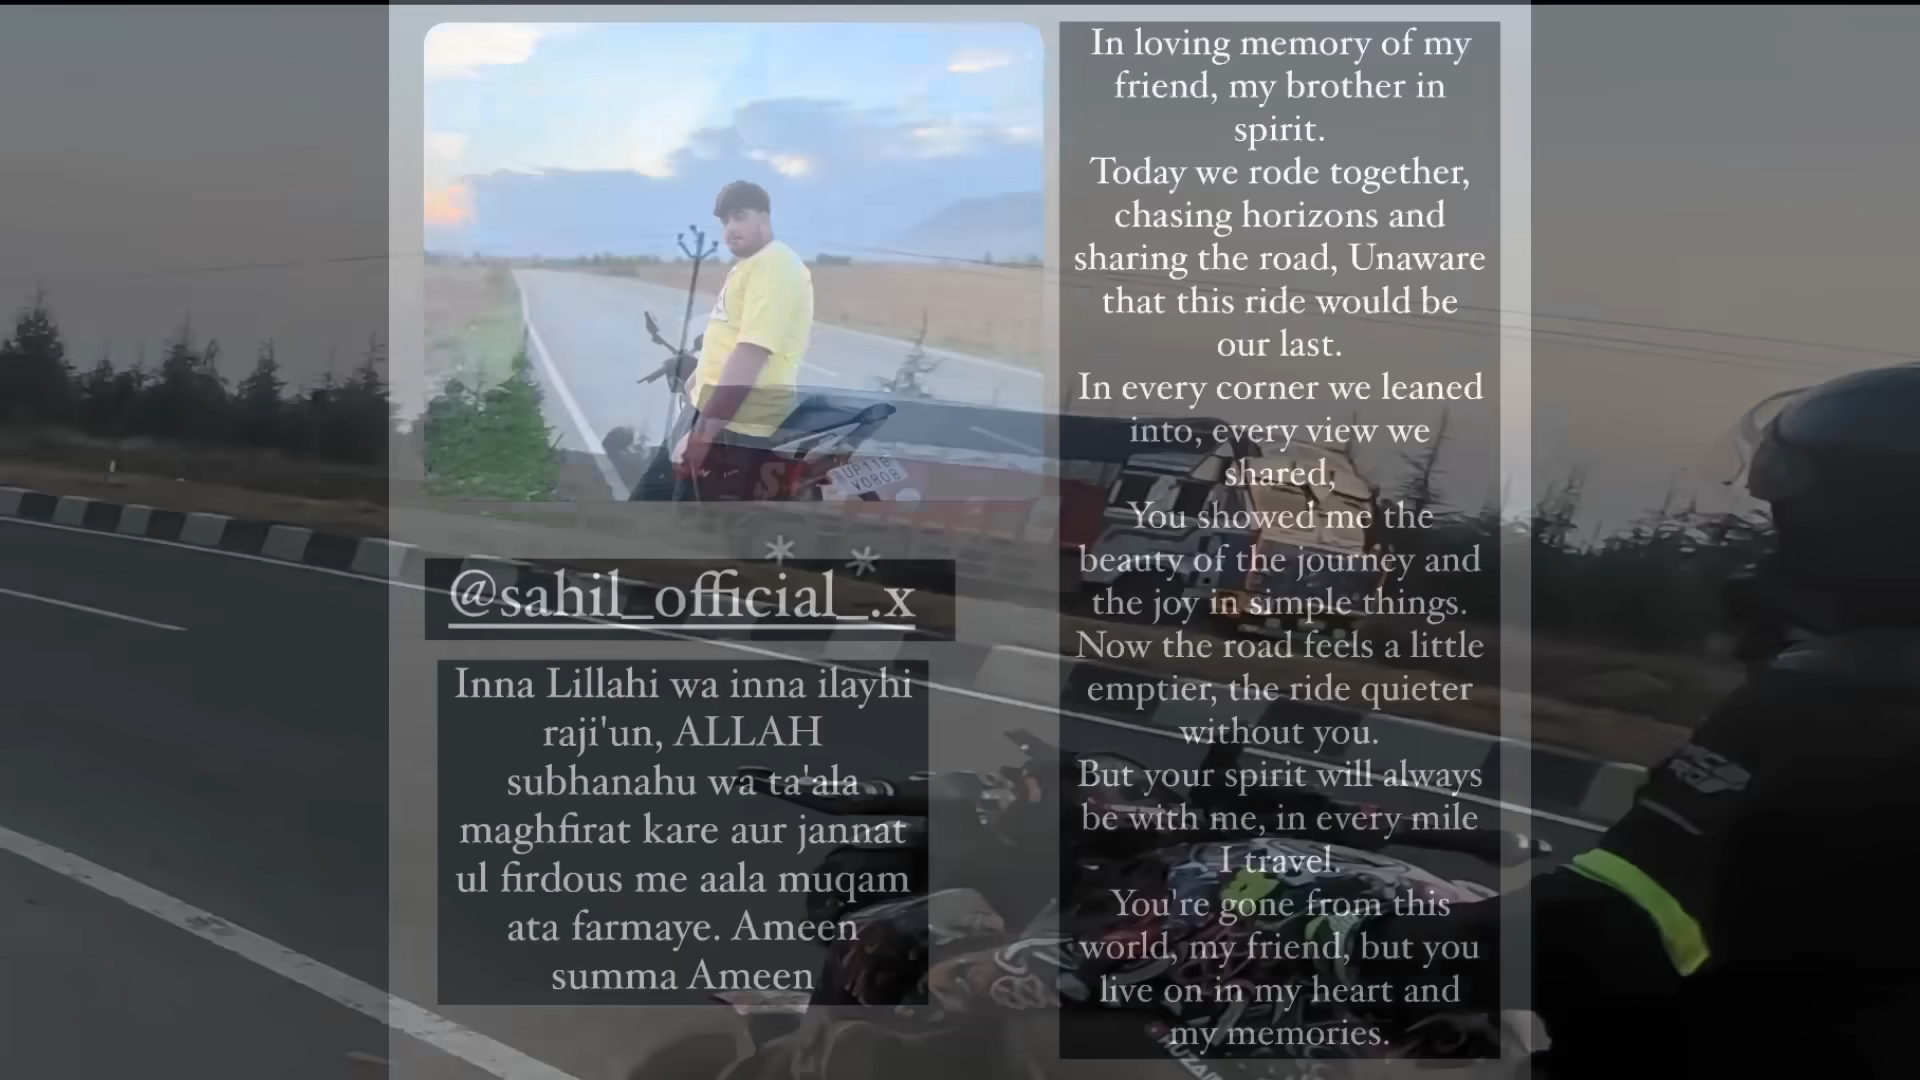 In loving memory of my
friend, my brother in
spirit.
Today we rode together,
chasing horizons and
sharing the road, Unaware
that this ride would be
our last.
In every corner we leaned
into, every view we
shared,
You showed me the
beauty of the journey and
the joy in simple things.
Now the road feels a little
emptier, the ride quieter
without you.
But your spirit will always
be with me, in every mile
I travel.
You're gone from this
world, my friend, but you
live on in my heart and
my memories.
UP11B
V0808
@sahil_official_.x
Inna Lillahi wa inna ilayhi
raji'un, ALLAH
subhanahu wa ta'ala
maghfirat kare aur jannat
ul firdous me aala muqam
ata farmaye. Ameen
summa Ameen